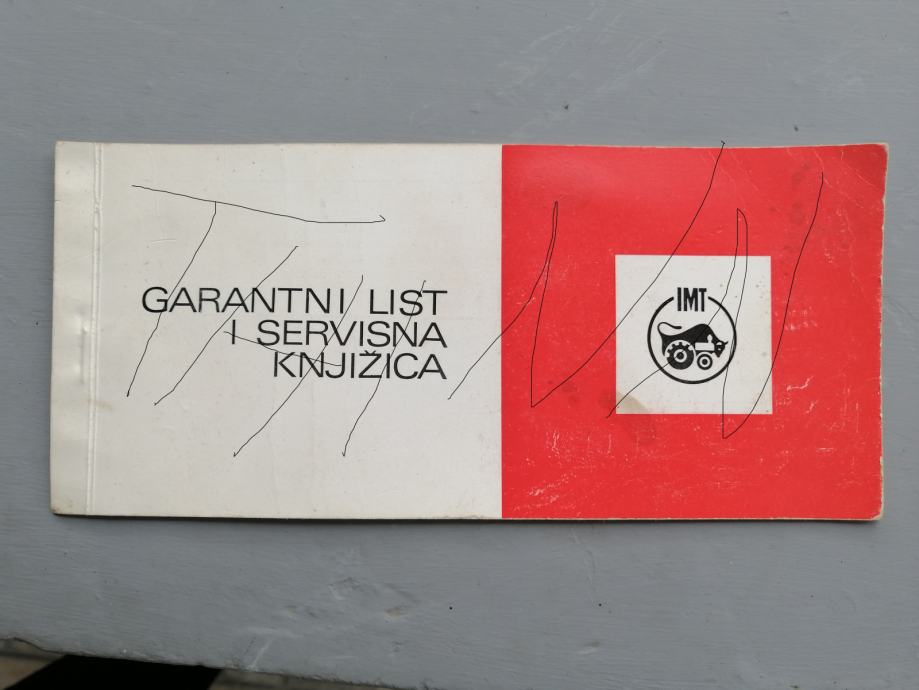 GARANTNI LIST
I SERVISNA
KNJIŽICA
IMT